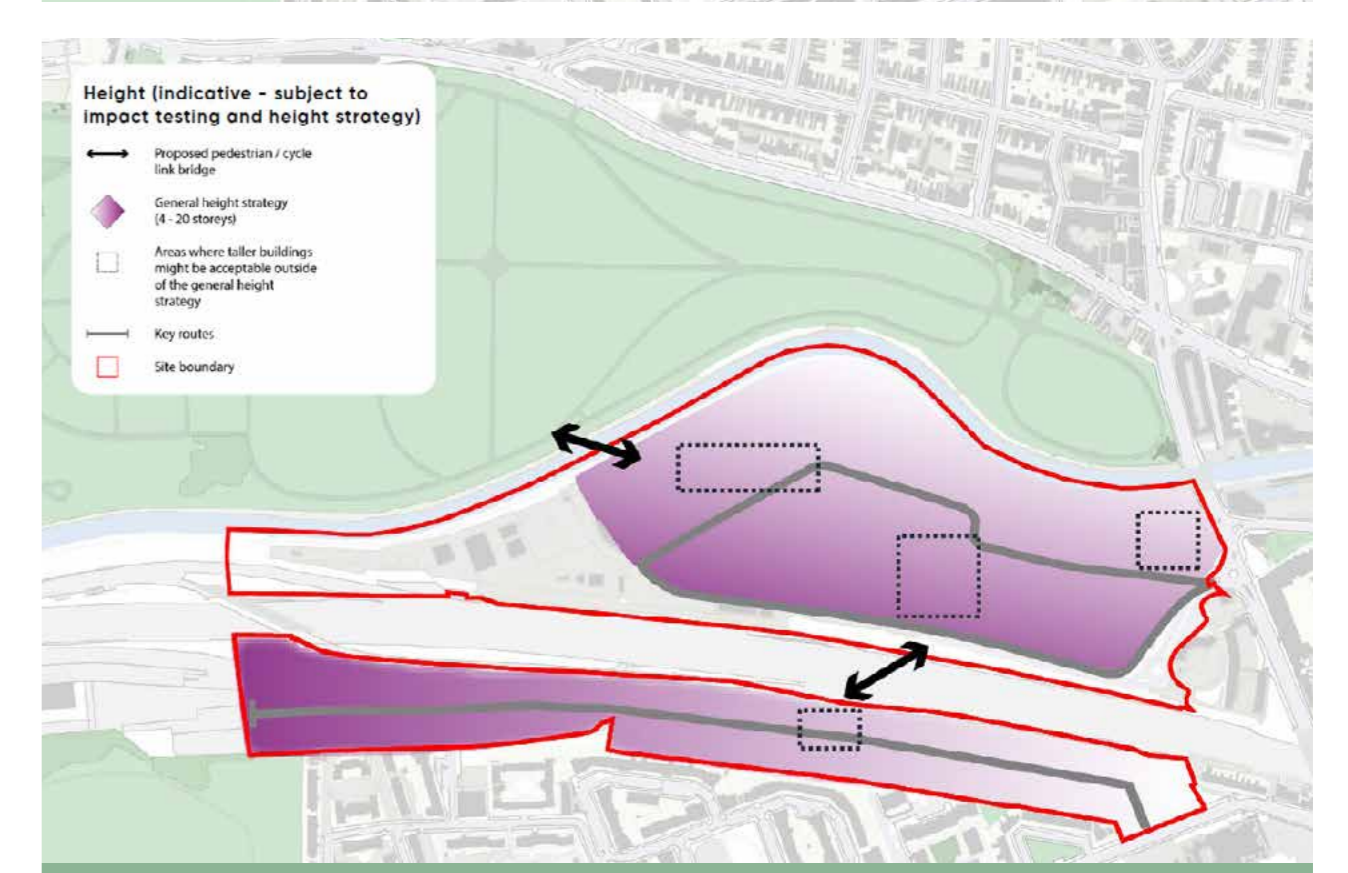 Height (indicative - subject to
impact testing and height strategy)
Proposed pedestrian / cycle
link bridge
General height strategy
(4 - 20 storeys)
Areas where taller buildings
might be acceptable outside
of the general height
strategy
Key routes
Site boundary